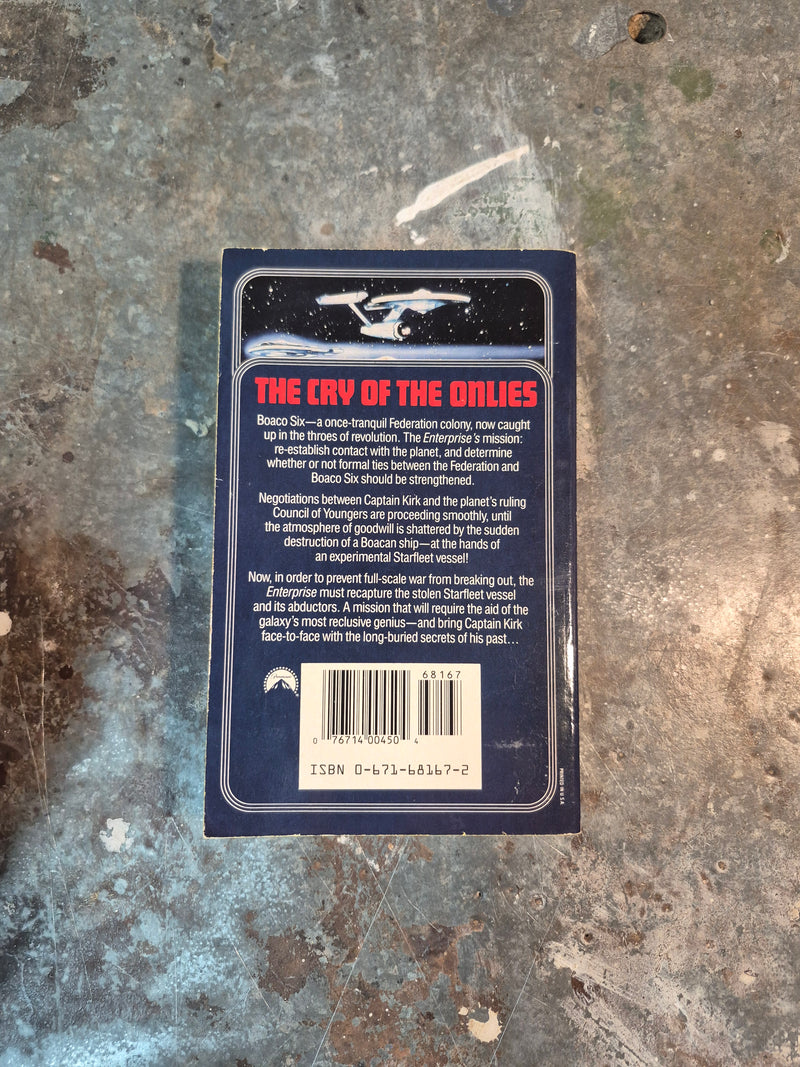 THE CRY OF THE ONLIES
Boaco Six—a once-tranquil Federation colony, now caught
up in the throes of revolution. The Enterprise's mission:
re-establish contact with the planet, and determine
whether or not formal ties between the Federation and
Boaco Six should be strengthened.
Negotiations between Captain Kirk and the planet's ruling
Council of Youngers are proceeding smoothly, until
the atmosphere of goodwill is shattered by the sudden
destruction of a Boacan ship—at the hands of
an experimental Starfleet vessel!
Now, in order to prevent full-scale war from breaking out, the
Enterprise must recapture the stolen Starfleet vessel
and its abductors. A mission that will require the aid of the
galaxy's most reclusive genius—and bring Captain Kirk
face-to-face with the long-buried secrets of his past...
Paramount
68167
0 76714 00450 4
ISBN 0-671-68167-2
PRINTED IN U.S.A.